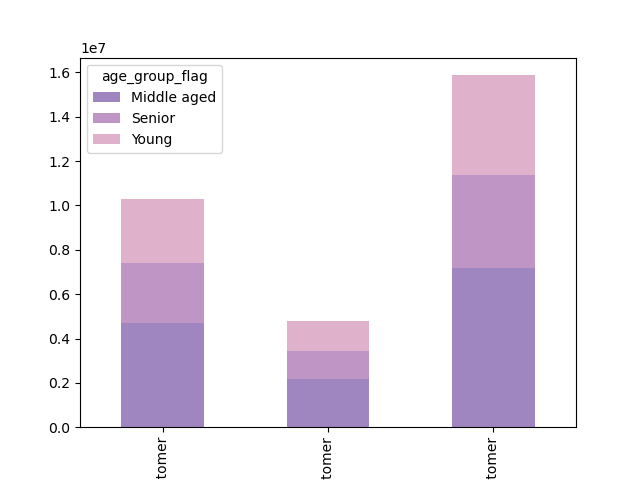 1e7
age_group_flag
Middle aged
Senior
Young
1.6
1.4
1.2
1.0
0.8
0.6
0.4
0.2
0.0
tomer
tomer
tomer